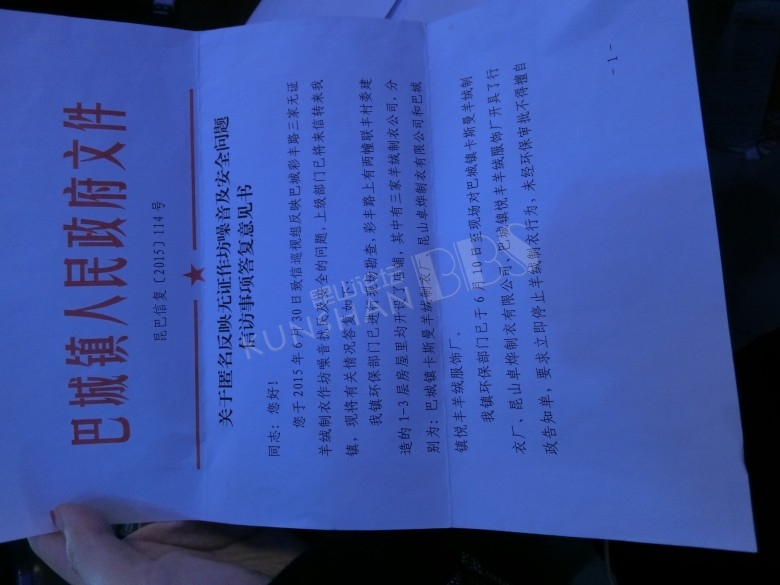 巴城镇人民政府文件
昆巴信复〔2015〕114号
关于匿名反映无证作坊噪音及安全问题
信访事项答复意见书
同志：您好！
您于2015年6月30日致信巡视组反映巴城彩丰路三家无证
羊绒制衣作坊噪音扰民及安全的问题，上级部门已将来信转来我
镇，现将有关情况答复如下：
我镇环保部门已进行现场勘查，彩丰路上有两幢联丰村委建
造的1-3层房屋里均开设了店铺，其中有三家羊绒制衣公司，分
别为：巴城镇卡斯曼羊绒制衣厂、昆山卓烨制衣有限公司和巴城
镇悦丰羊绒服饰厂。
我镇环保部门已于6月10日至现场对巴城镇卡斯曼羊绒制
衣厂、昆山卓烨制衣有限公司、巴城镇悦丰羊绒服饰厂开具了行
政告知单，要求立即停止羊绒制衣行为，未经环保审批不得擅自
- 1 -
昆山论坛
KUNSHAN BBS